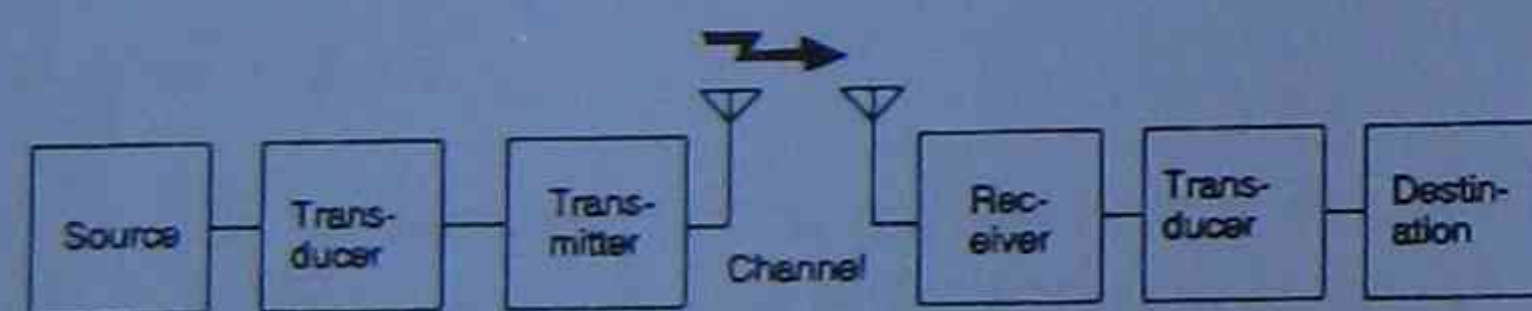 Source
Trans-
ducer
Trans-
mitter
Channel
Rec-
eiver
Trans-
ducer
Destin-
ation